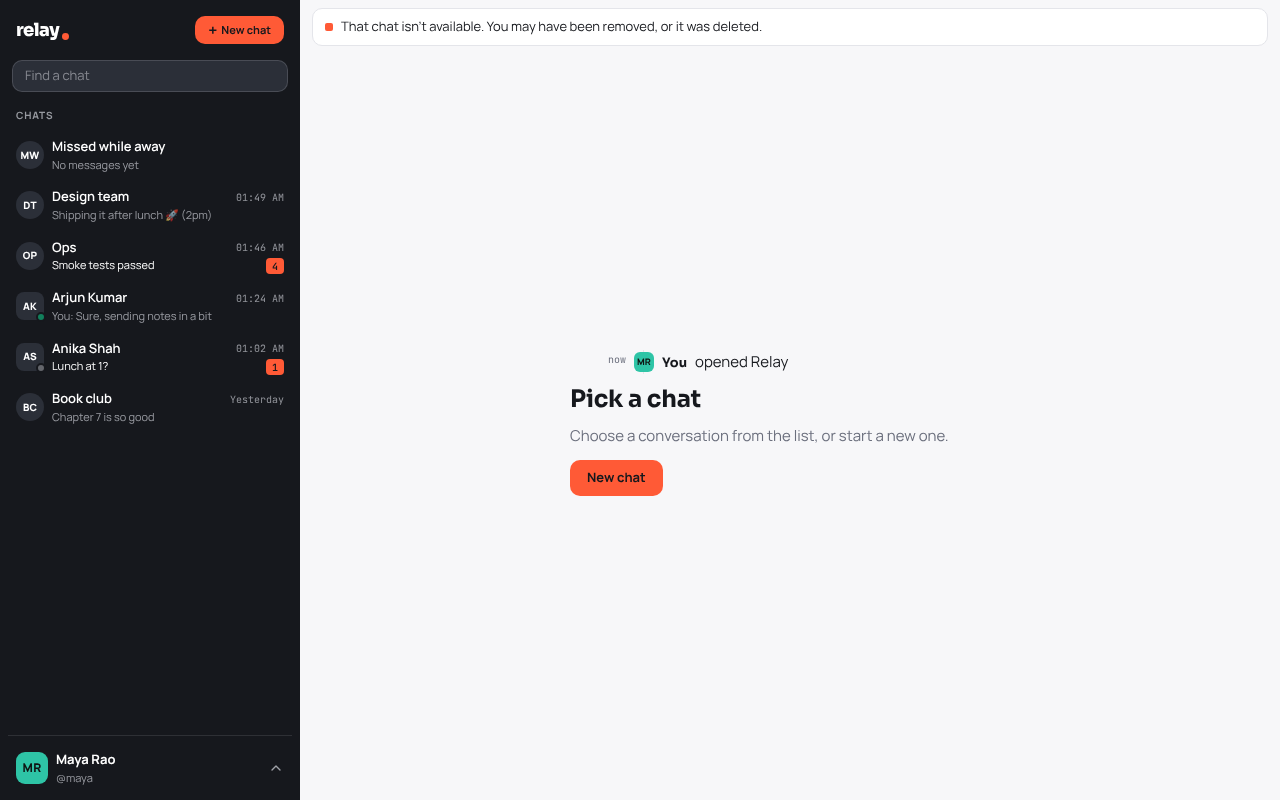 relay.
+ New chat
Find a chat
CHATS
MW
Missed while away
No messages yet
DT
Design team
01:49 AM
Shipping it after lunch 🚀 (2pm)
OP
Ops
01:46 AM
Smoke tests passed
4
AK
Arjun Kumar
01:24 AM
You: Sure, sending notes in a bit
AS
Anika Shah
01:02 AM
Lunch at 1?
1
BC
Book club
Yesterday
Chapter 7 is so good
MR
Maya Rao
@maya
That chat isn't available. You may have been removed, or it was deleted.
now MR You opened Relay
Pick a chat
Choose a conversation from the list, or start a new one.
New chat